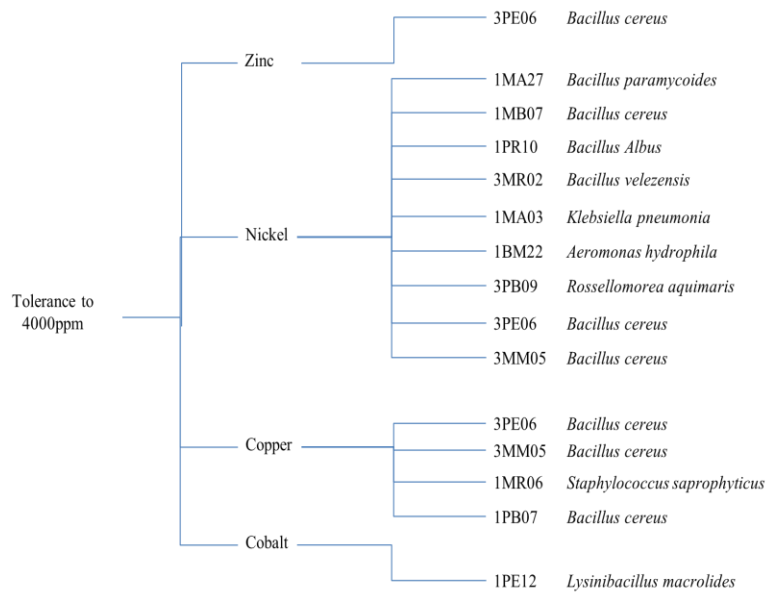 3PE06 Bacillus cereus
Zinc
1MA27 Bacillus paramycoides
1MB07 Bacillus cereus
1PR10 Bacillus Albus
3MR02 Bacillus velezensis
1MA03 Klebsiella pneumonia
Nickel
1BM22 Aeromonas hydrophila
3PB09 Rossellomorea aquimaris
Tolerance to
4000ppm
3PE06 Bacillus cereus
3MM05 Bacillus cereus
3PE06 Bacillus cereus
Copper
3MM05 Bacillus cereus
1MR06 Staphylococcus saprophyticus
1PB07 Bacillus cereus
Cobalt
1PE12 Lysinibacillus macrolides